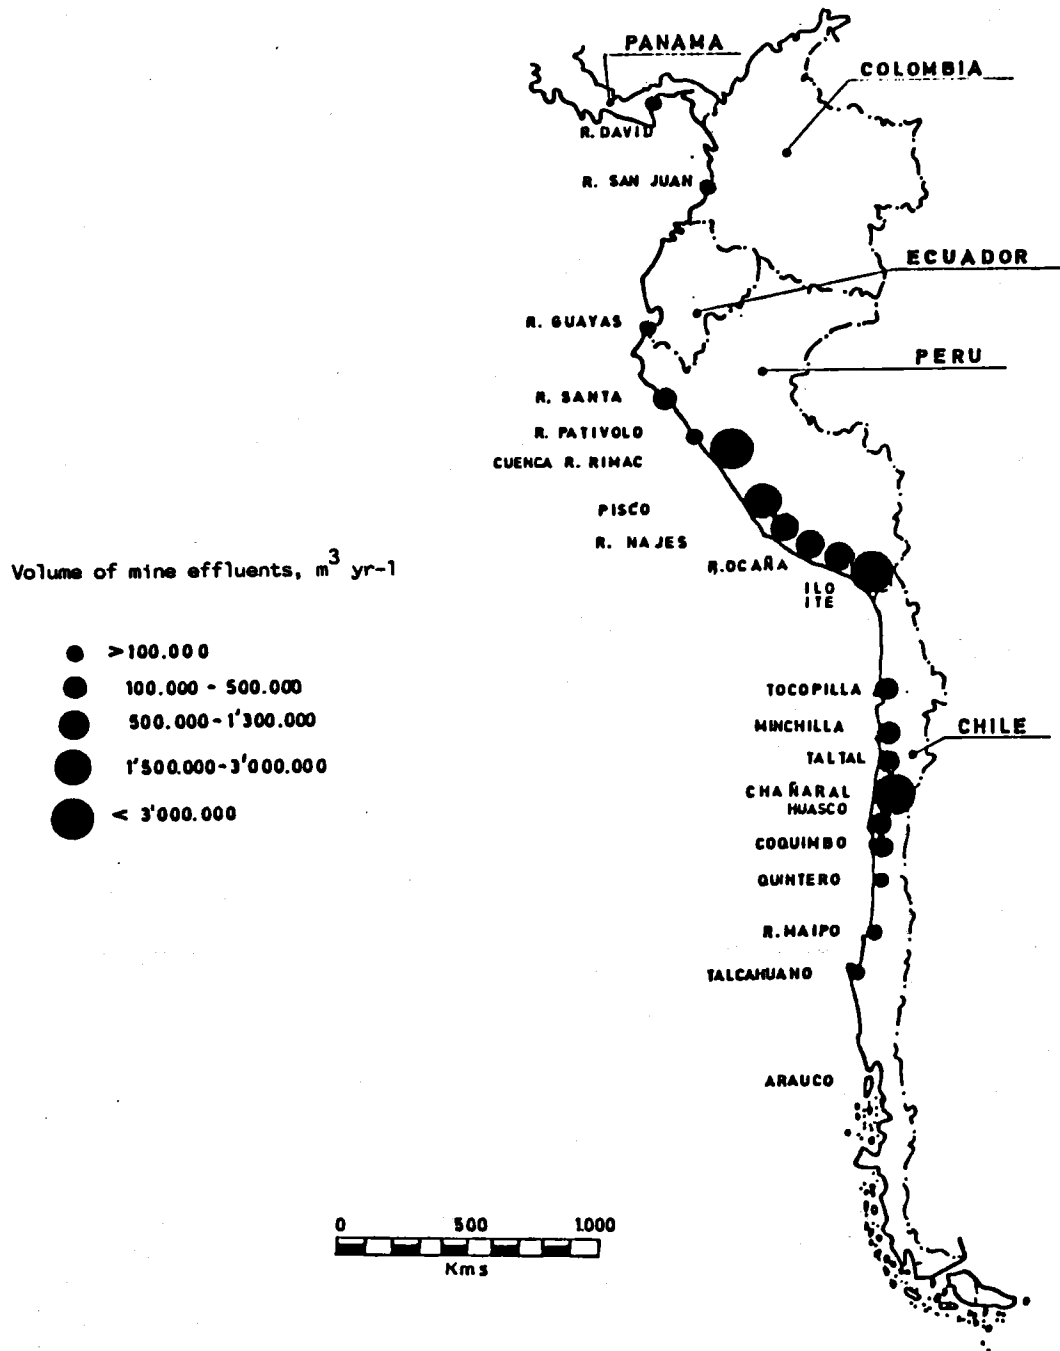 PANAMA
COLOMBIA
R. DAVID
R. SAN JUAN
ECUADOR
R. GUAYAS
PERU
R. SANTA
R. PATIVOLO
CUENCA R. RIMAC
PISCO
R. NAJES
R.OCAÑA
ILO
ITE
Volume of mine effluents, m3 yr-1
>100.000
100.000 - 500.000
500.000-1'300.000
1'500.000-3'000.000
< 3'000.000
TOCOPILLA
MINCHILLA
CHILE
TALTAL
CHAÑARAL
HUASCO
COQUIMBO
QUINTERO
R.MAIPO
TALCAHUANO
ARAUCO
0 500 1.000
Kms